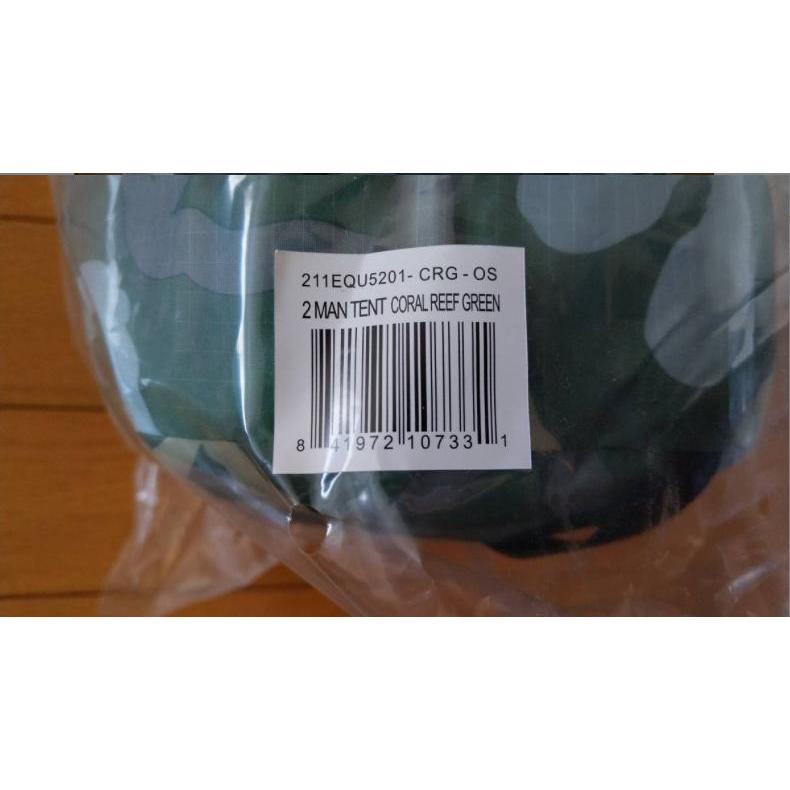 211EQU5201- CRG - OS
2 MAN TENT CORAL REEF GREEN
8 41972 10733 1